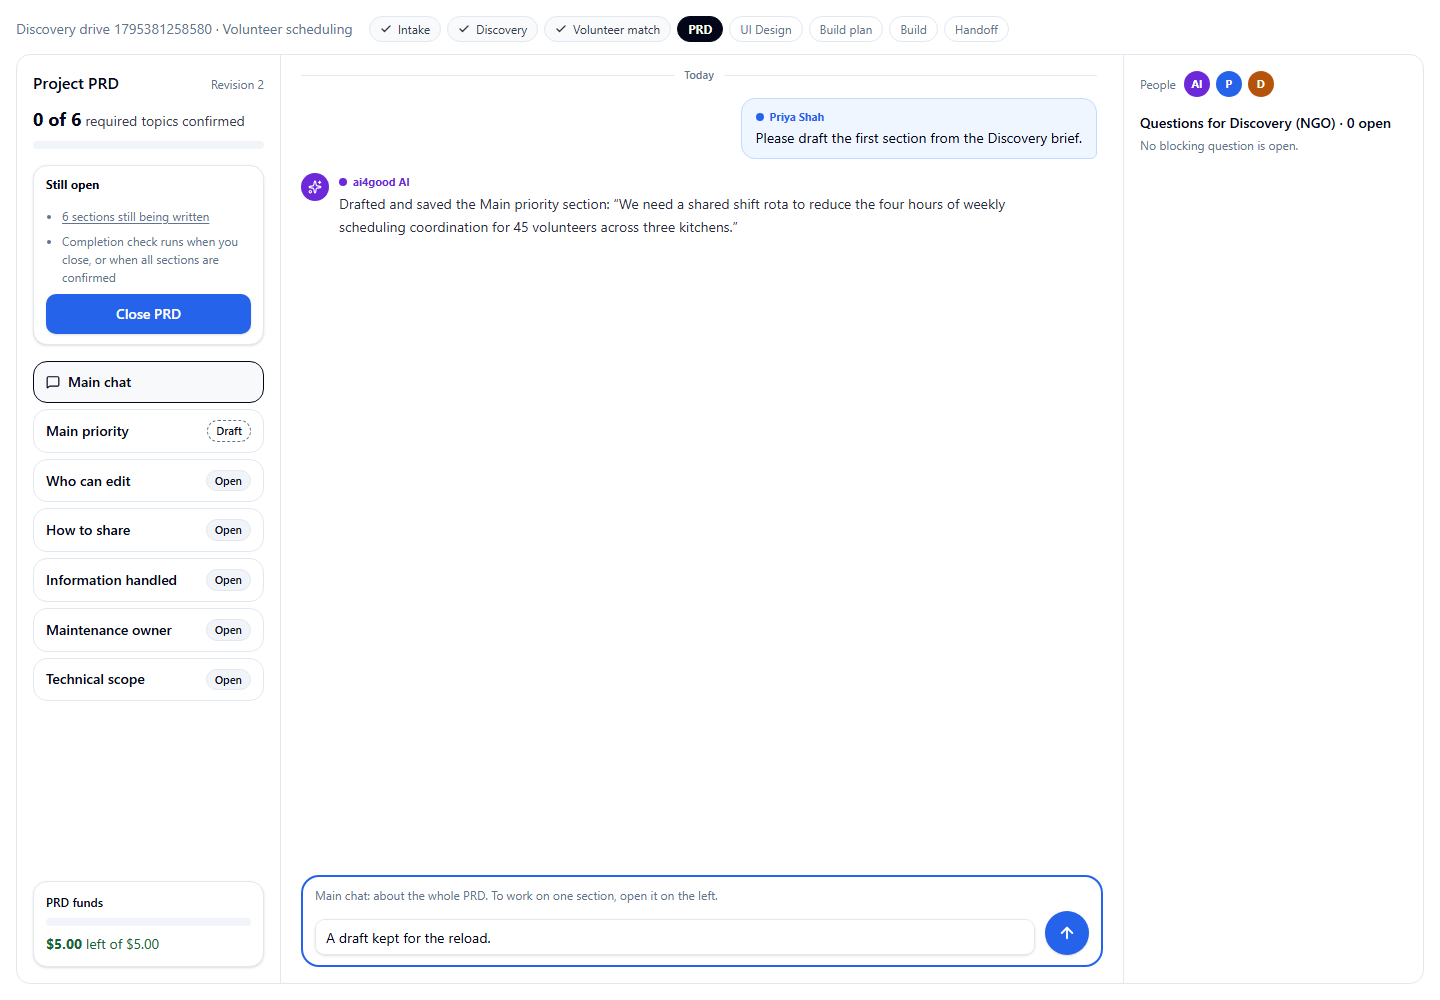 Discovery drive 1795381258580 · Volunteer scheduling
Intake
Discovery
Volunteer match
PRD
UI Design
Build plan
Build
Handoff
Project PRD
Revision 2
0 of 6 required topics confirmed
Still open
6 sections still being written
Completion check runs when you
close, or when all sections are
confirmed
Close PRD
Main chat
Main priority
Draft
Who can edit
Open
How to share
Open
Information handled
Open
Maintenance owner
Open
Technical scope
Open
PRD funds
$5.00 left of $5.00
Today
Priya Shah
Please draft the first section from the Discovery brief.
ai4good AI
Drafted and saved the Main priority section: “We need a shared shift rota to reduce the four hours of weekly
scheduling coordination for 45 volunteers across three kitchens.”
Main chat: about the whole PRD. To work on one section, open it on the left.
A draft kept for the reload.
People
AI
P
D
Questions for Discovery (NGO) · 0 open
No blocking question is open.